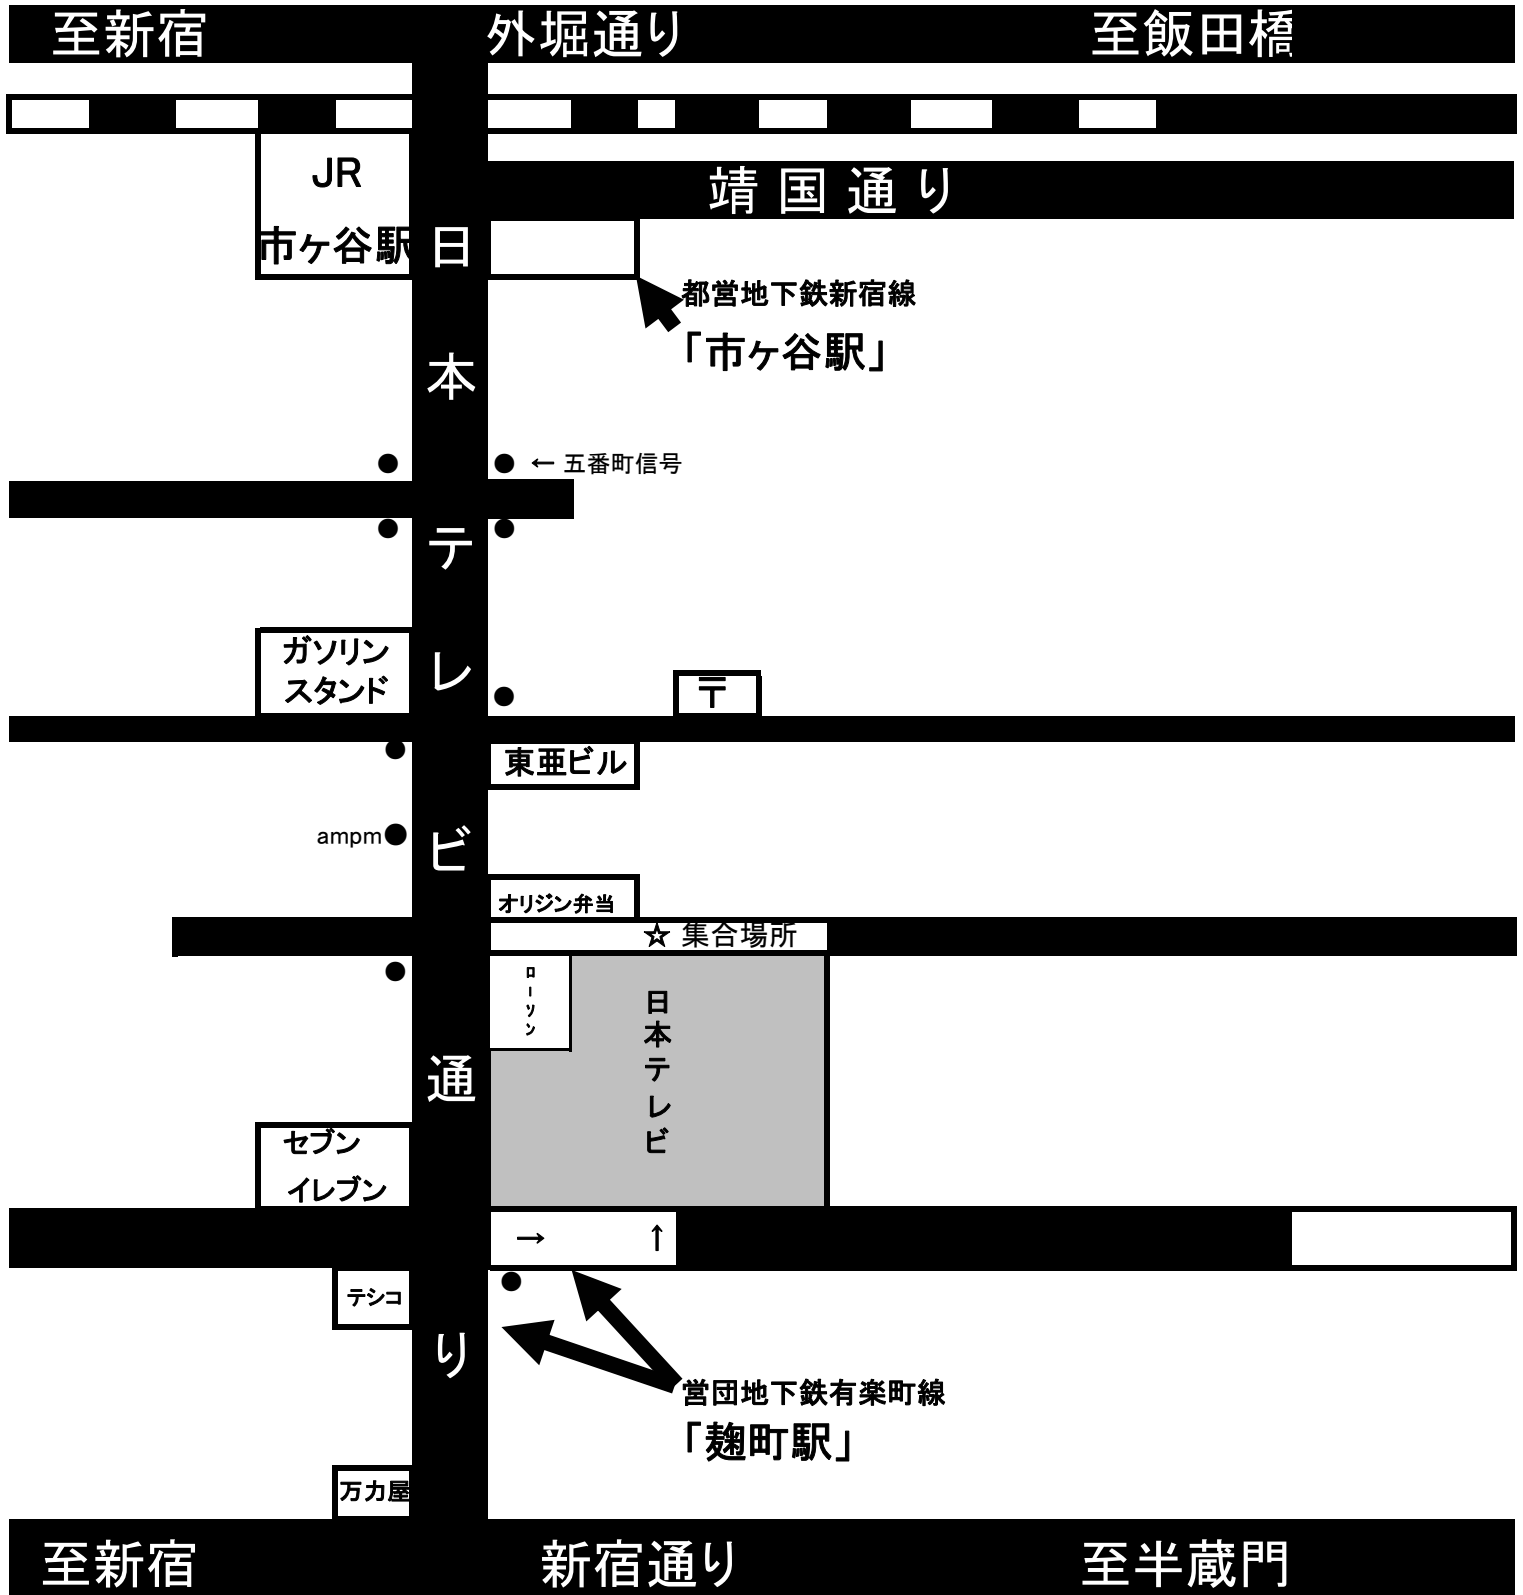 至新宿 外堀通り 至飯田橋
JR
市ヶ谷駅
靖国通り
日本テレビ通り
都営地下鉄新宿線
「市ヶ谷駅」
← 五番町信号
ガソリン
スタンド
〒
東亜ビル
ampm
オリジン弁当
☆ 集合場所
ローソン
日本テレビ
セブン
イレブン
→ ↑
テシコ
営団地下鉄有楽町線
「麹町駅」
万力屋
至新宿 新宿通り 至半蔵門